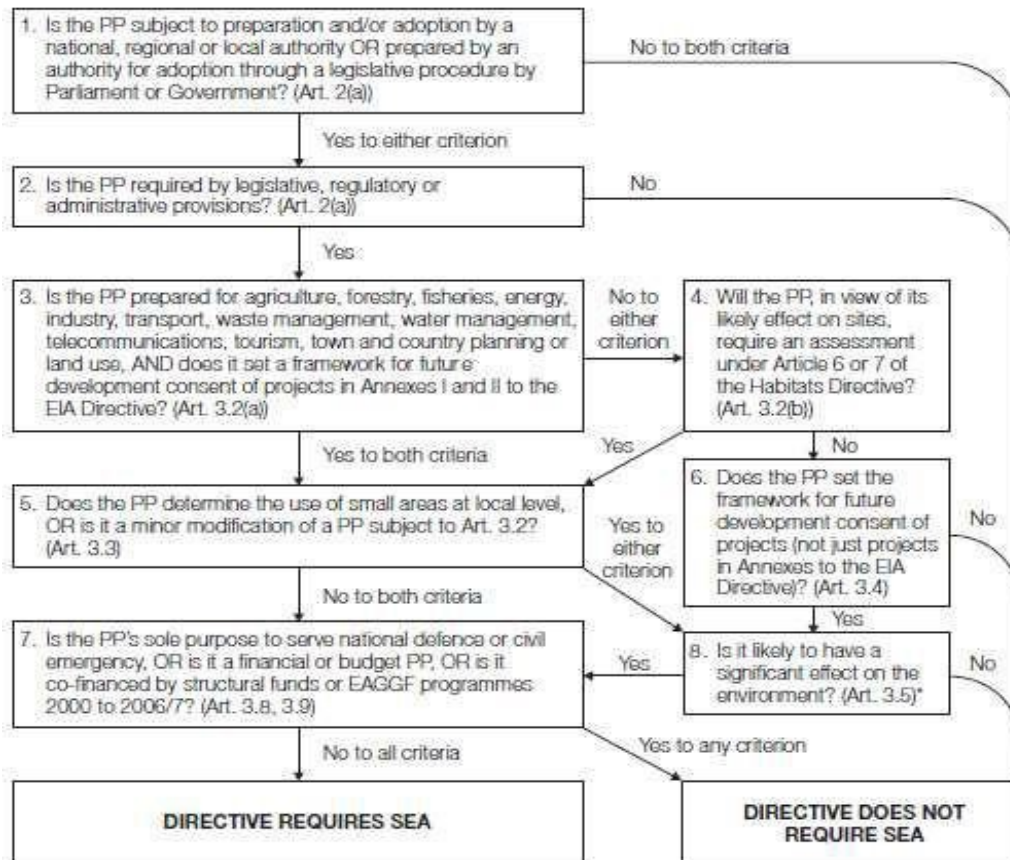 1. Is the PP subject to preparation and/or adoption by a
national, regional or local authority OR prepared by an
authority for adoption through a legislative procedure by
Parliament or Government? (Art. 2(a))
No to both criteria
Yes to either criterion
2. Is the PP required by legislative, regulatory or
administrative provisions? (Art. 2(a))
No
Yes
3. Is the PP prepared for agriculture, forestry, fisheries, energy,
industry, transport, waste management, water management,
telecommunications, tourism, town and country planning or
land use, AND does it set a framework for future
development consent of projects in Annexes I and II to the
EIA Directive? (Art. 3.2(a))
No to
either
criterion
4. Will the PP, in view of its
likely effect on sites,
require an assessment
under Article 6 or 7 of
the Habitats Directive?
(Art. 3.2(b))
Yes to both criteria
Yes
No
5. Does the PP determine the use of small areas at local level,
OR is it a minor modification of a PP subject to Art. 3.2?
(Art. 3.3)
Yes to
either
criterion
6. Does the PP set the
framework for future
development consent of
projects (not just projects
in Annexes to the EIA
Directive)? (Art. 3.4)
No
No to both criteria
Yes
7. Is the PP's sole purpose to serve national defence or civil
emergency, OR is it a financial or budget PP, OR is it
co-financed by structural funds or EAGGF programmes
2000 to 2006/7? (Art. 3.8, 3.9)
Yes
8. Is it likely to have a
significant effect on the
environment? (Art. 3.5)*
No
No to all criteria
Yes to any criterion
DIRECTIVE REQUIRES SEA
DIRECTIVE DOES NOT
REQUIRE SEA